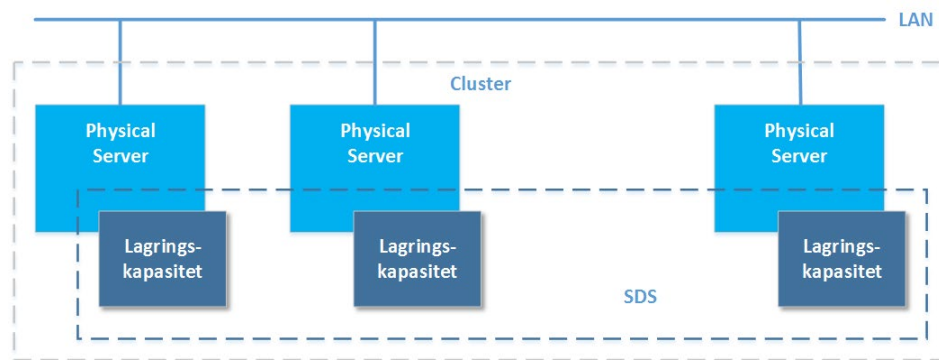 LAN
Cluster
Physical
Server
Physical
Server
Physical
Server
Lagrings-
kapasitet
Lagrings-
kapasitet
Lagrings-
kapasitet
SDS